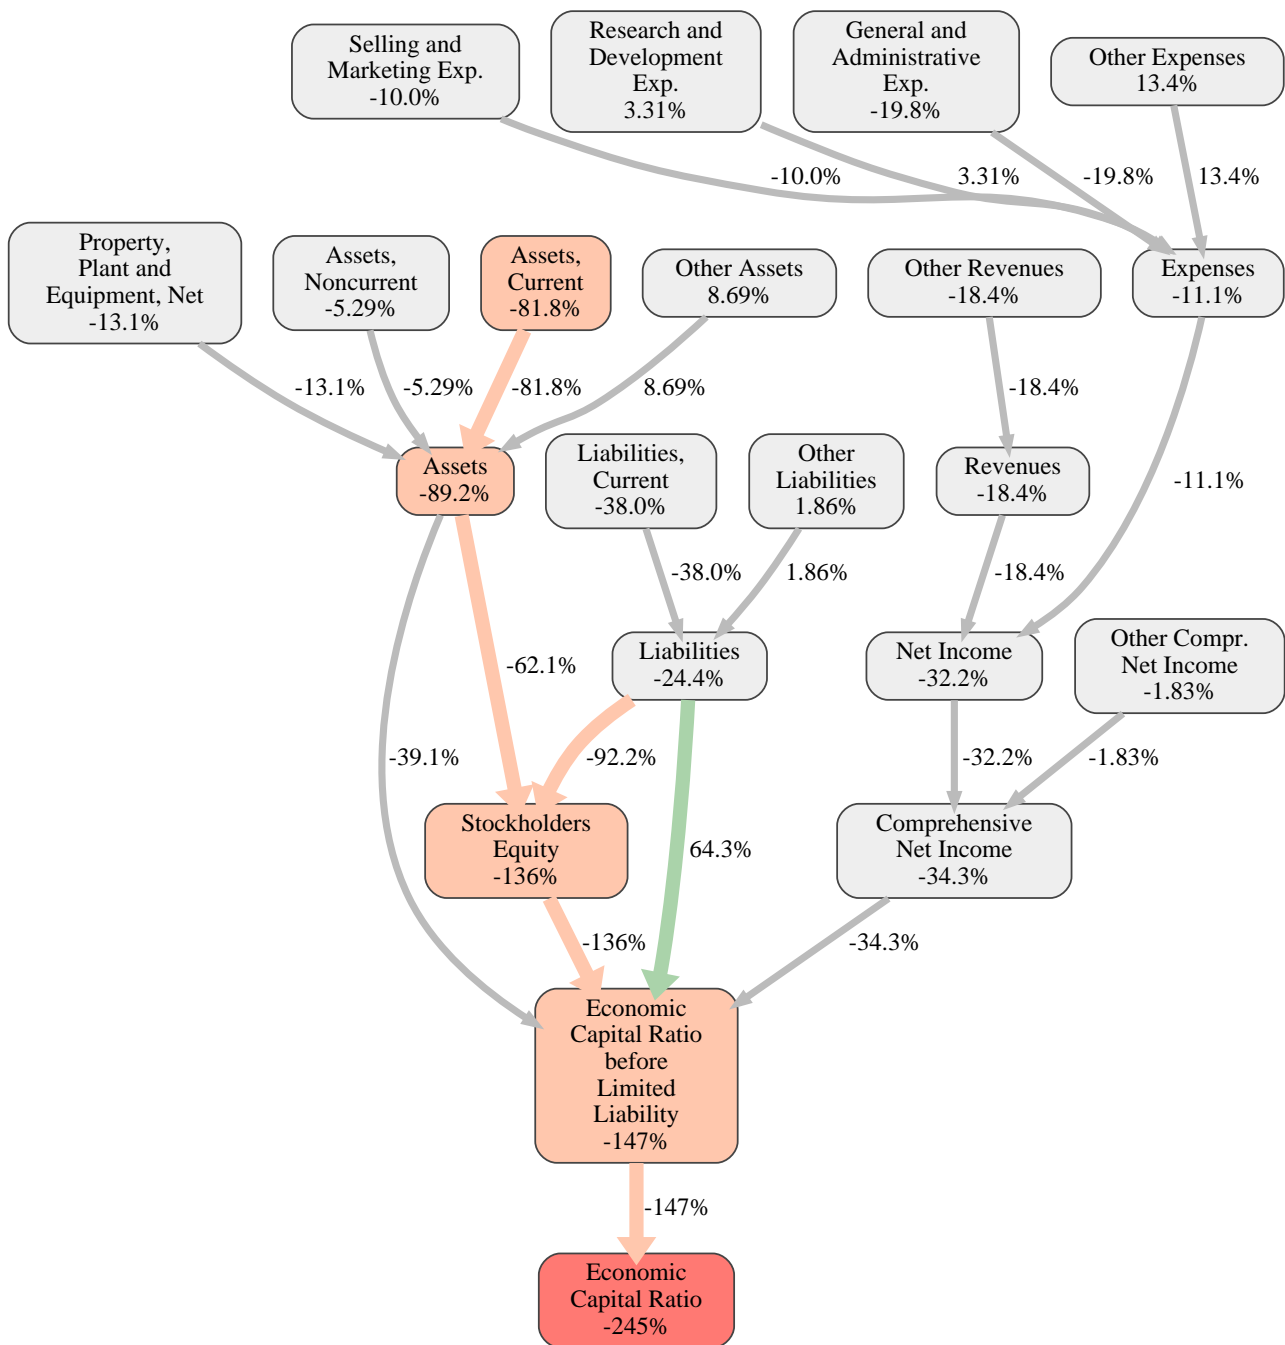 Selling and
Marketing Exp.
-10.0%
Research and
Development
Exp.
3.31%
General and
Administrative
Exp.
-19.8%
Other Expenses
13.4%
-10.0%
3.31%
-19.8%
13.4%
Property,
Plant and
Equipment, Net
-13.1%
Assets,
Noncurrent
-5.29%
Assets,
Current
-81.8%
Other Assets
8.69%
Other Revenues
-18.4%
Expenses
-11.1%
-13.1%
-5.29%
-81.8%
8.69%
-18.4%
-11.1%
Assets
-89.2%
Liabilities,
Current
-38.0%
Other
Liabilities
1.86%
Revenues
-18.4%
-38.0%
1.86%
-18.4%
-62.1%
Liabilities
-24.4%
Net Income
-32.2%
Other Compr.
Net Income
-1.83%
-39.1%
-92.2%
-32.2%
-1.83%
Stockholders
Equity
-136%
64.3%
Comprehensive
Net Income
-34.3%
-136%
-34.3%
Economic
Capital Ratio
before
Limited
Liability
-147%
-147%
Economic
Capital Ratio
-245%